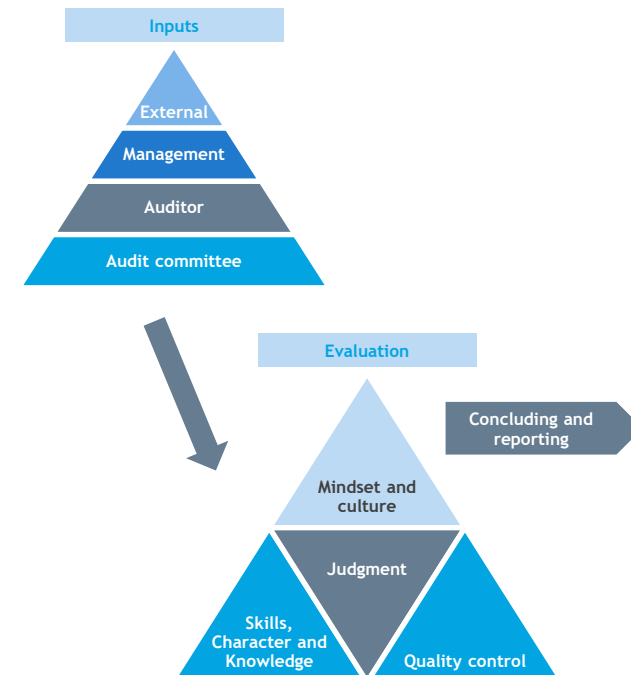 Inputs
External
Management
Auditor
Audit committee
Evaluation
Concluding and
reporting
Mindset and
culture
Judgment
Skills,
Character and
Knowledge
Quality control